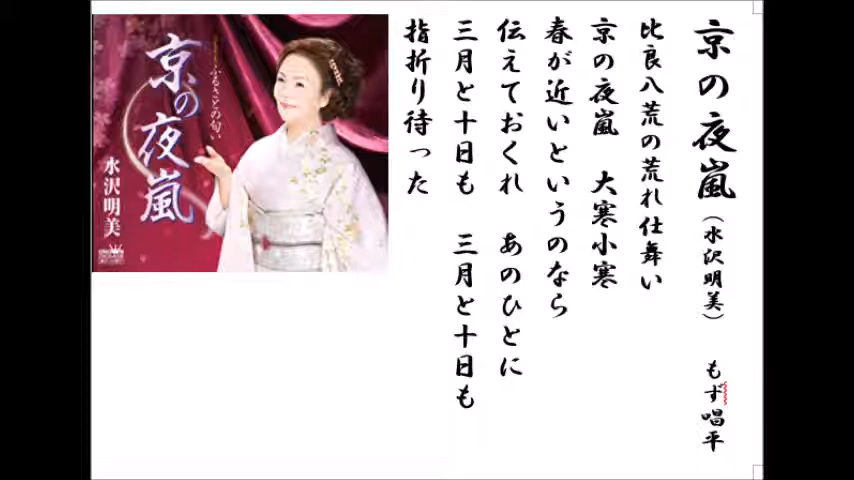 京の夜嵐（水沢明美）　もず唱平
比良八荒の荒れ仕舞い
京の夜嵐　大寒小寒
春が近いというのなら
伝えておくれ　あのひとに
三月と十日も　三月と十日も
指折り待った
ふるさとの匂い
京の夜嵐
水沢明美
CROWN